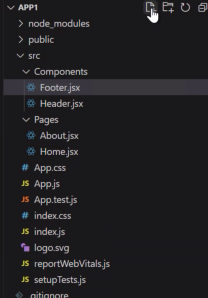 APP1
node_modules
public
src
Components
Footer.jsx
Header.jsx
Pages
About.jsx
Home.jsx
# App.css
JS App.js
JS App.test.js
# index.css
JS index.js
logo.svg
JS reportWebVitals.js
JS setupTests.js
.gitignore